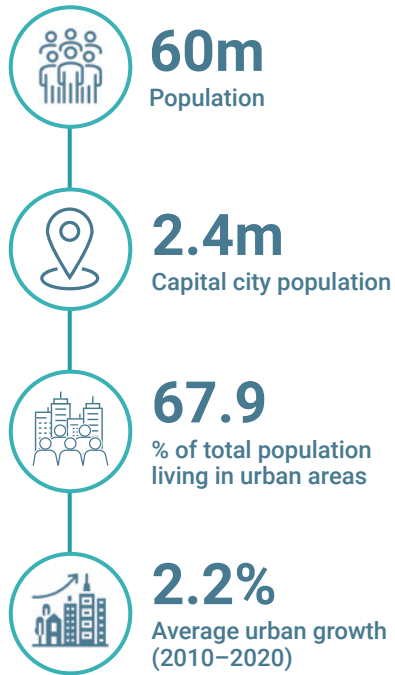 60m
Population
2.4m
Capital city population
67.9
% of total population
living in urban areas
2.2%
Average urban growth
(2010–2020)